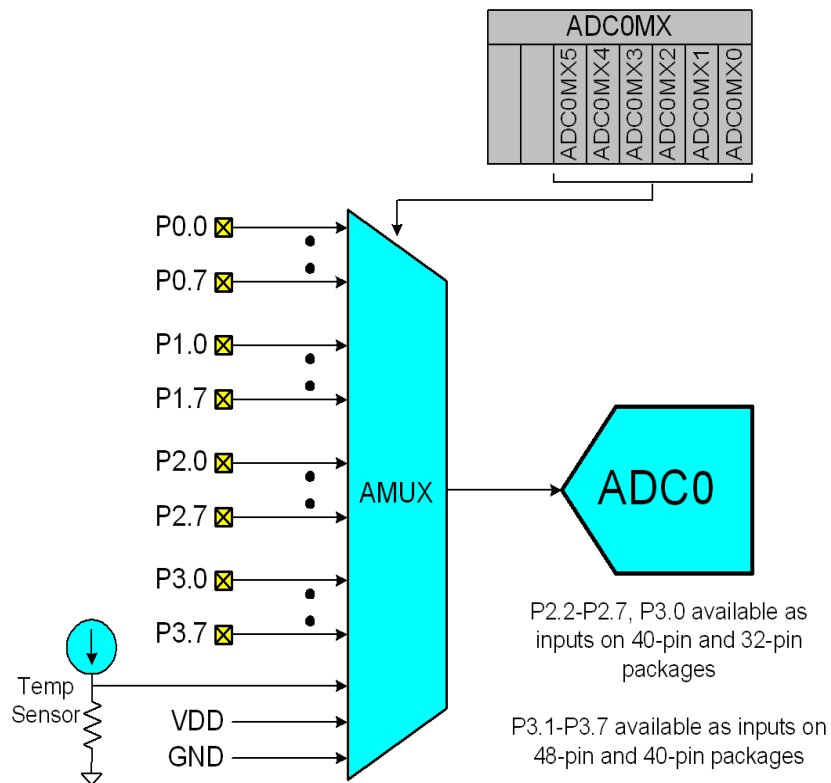 ADC0MX
ADC0MX5
ADC0MX4
ADC0MX3
ADC0MX2
ADC0MX1
ADC0MX0
P0.0
P0.7
P1.0
P1.7
P2.0
P2.7
P3.0
P3.7
Temp
Sensor
VDD
GND
AMUX
ADC0
P2.2-P2.7, P3.0 available as
inputs on 40-pin and 32-pin
packages
P3.1-P3.7 available as inputs on
48-pin and 40-pin packages